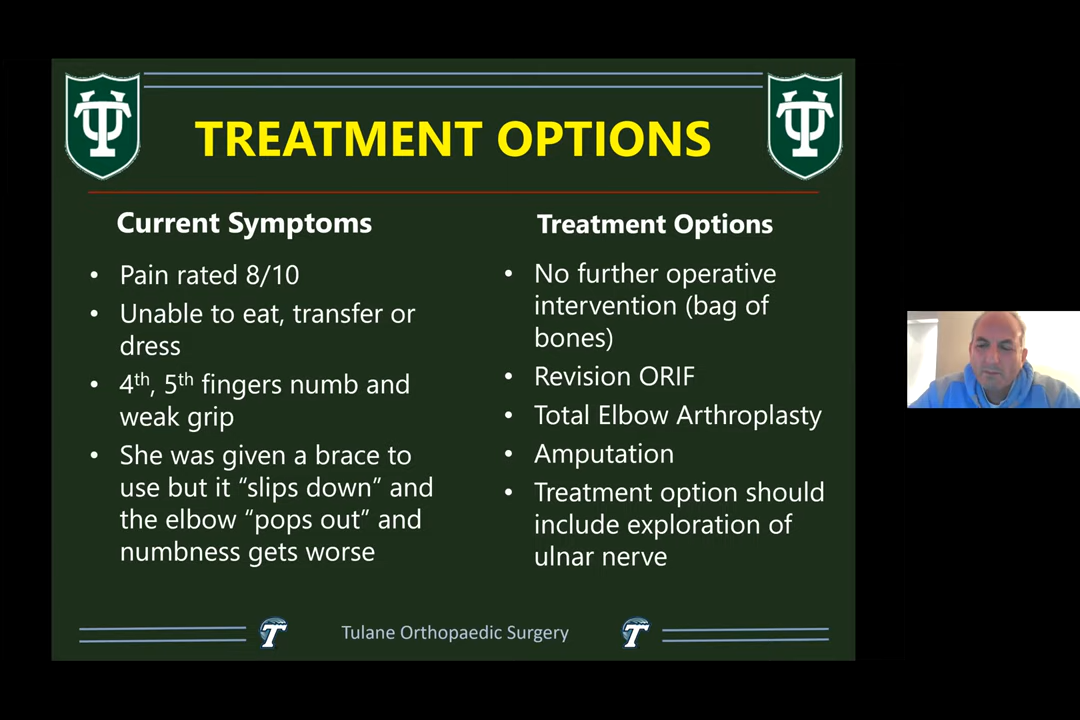 TREATMENT OPTIONS
Current Symptoms
• Pain rated 8/10
• Unable to eat, transfer or
dress
• 4th, 5th fingers numb and
weak grip
• She was given a brace to
use but it “slips down” and
the elbow “pops out” and
numbness gets worse
Treatment Options
• No further operative
intervention (bag of
bones)
• Revision ORIF
• Total Elbow Arthroplasty
• Amputation
• Treatment option should
include exploration of
ulnar nerve
Tulane Orthopaedic Surgery